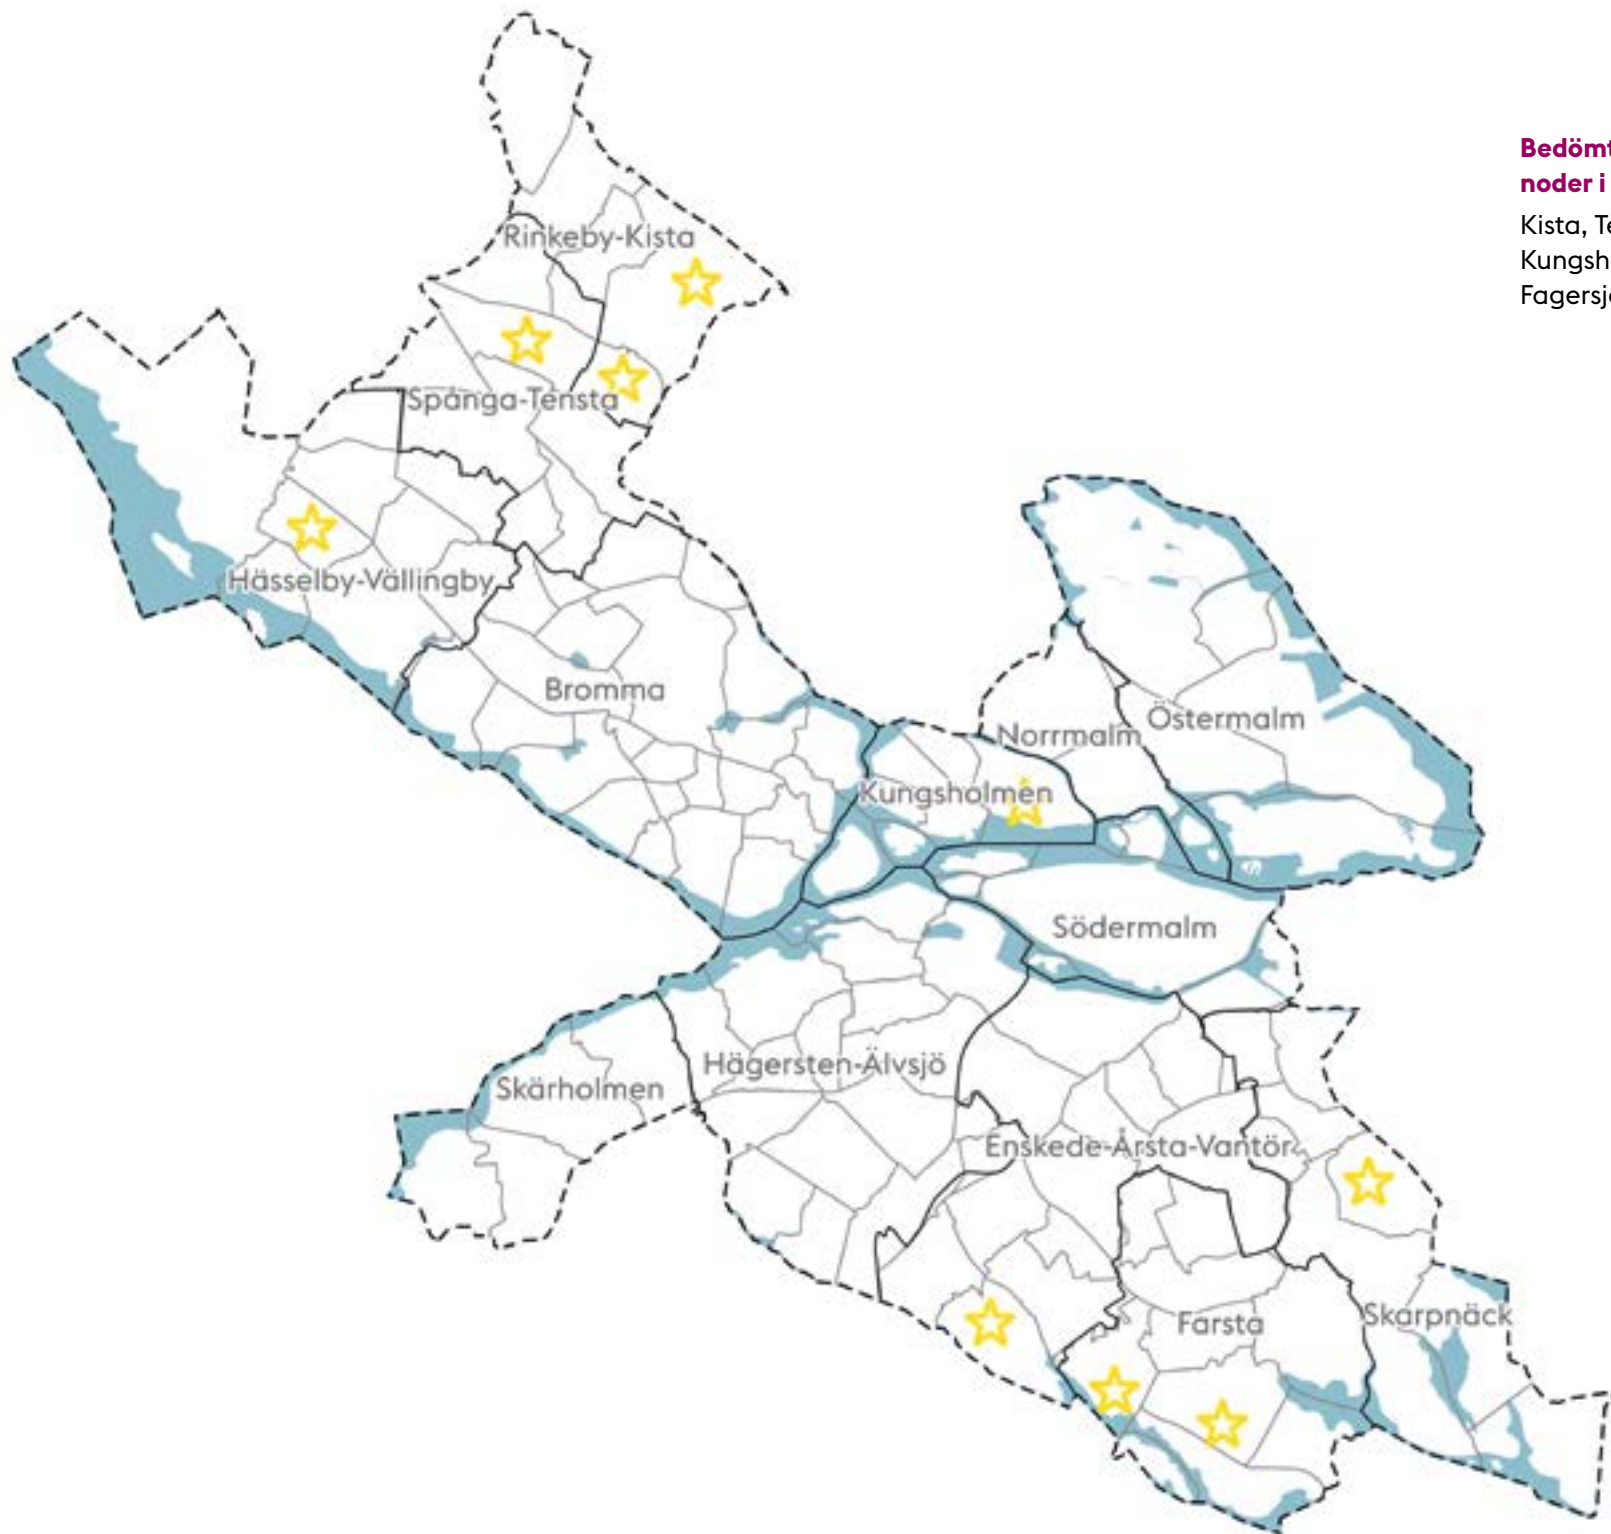 Bedömt
noder i
Kista, Te
Kungsh
Fagersj
Rinkeby-Kista
Spånga-Tensta
Hässelby-Vällingby
Bromma
Norrmalm
Östermalm
Kungsholmen
Södermalm
Hägersten-Älvsjö
Skärholmen
Enskede-Årsta-Vantör
Farsta
Skarpnäck